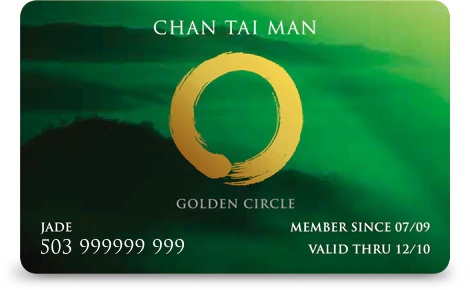 CHAN TAI MAN
GOLDEN CIRCLE
JADE
503 999999 999
MEMBER SINCE 07/09
VALID THRU 12/10